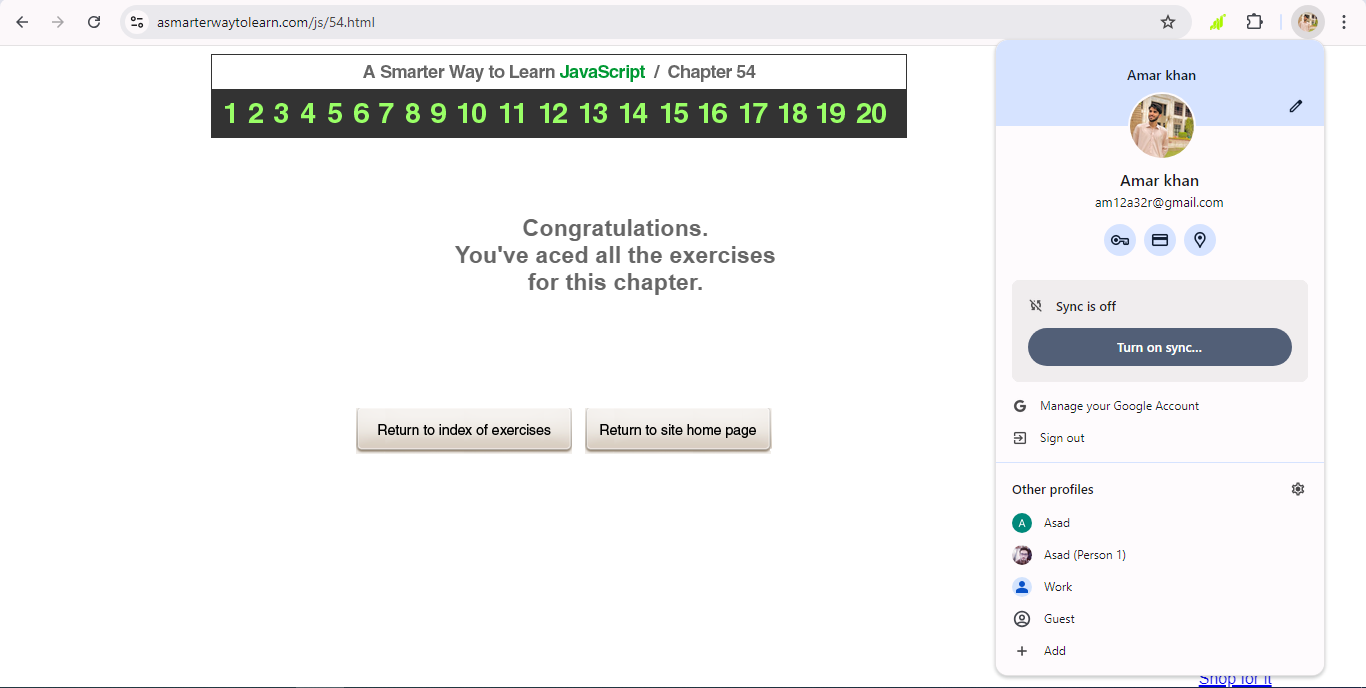 asmarterwaytolearn.com/js/54.html
A Smarter Way to Learn JavaScript / Chapter 54
1 2 3 4 5 6 7 8 9 10 11 12 13 14 15 16 17 18 19 20
Congratulations.
You've aced all the exercises
for this chapter.
Return to index of exercises
Return to site home page
Amar khan
Amar khan
am12a32r@gmail.com
Sync is off
Turn on sync...
Manage your Google Account
Sign out
Other profiles
A Asad
Asad (Person 1)
Work
Guest
Add
Shop for it